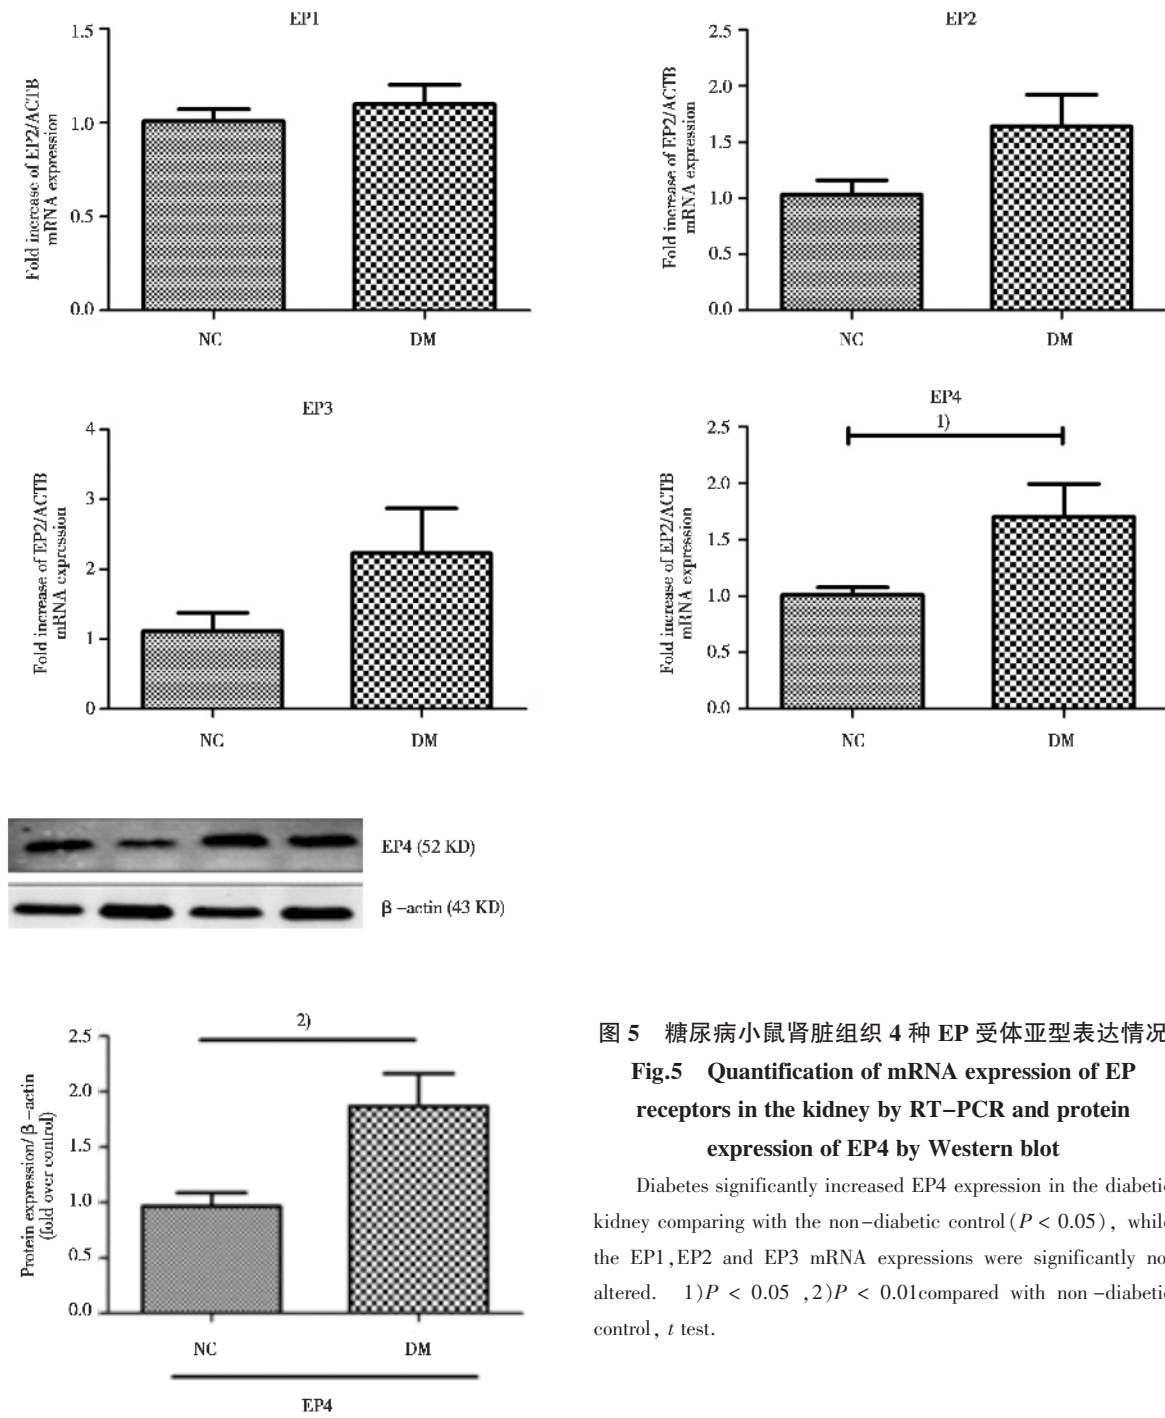 EP1
1.5
1.0
0.5
0.0
Fold increase of EP2/ACTB
mRNA expression
NC
DM
EP2
2.5
2.0
1.5
1.0
0.5
0.0
Fold increase of EP2/ACTB
mRNA expression
NC
DM
EP3
4
3
2
1
0
Fold increase of EP2/ACTB
mRNA expression
NC
DM
EP4
1)
2.5
2.0
1.5
1.0
0.5
0.0
Fold increase of EP2/ACTB
mRNA expression
NC
DM
EP4 (52 KD)
β-actin (43 KD)
2)
2.5
2.0
1.5
1.0
0.5
0.0
Protein expression/β-actin
(fold over control)
NC
DM
EP4
图 5 糖尿病小鼠肾脏组织 4 种 EP 受体亚型表达情况
Fig.5 Quantification of mRNA expression of EP
receptors in the kidney by RT-PCR and protein
expression of EP4 by Western blot
Diabetes significantly increased EP4 expression in the diabetic
kidney comparing with the non-diabetic control(P < 0.05), while
the EP1,EP2 and EP3 mRNA expressions were significantly no
altered. 1)P < 0.05 ,2)P < 0.01compared with non-diabetic
control, t test.